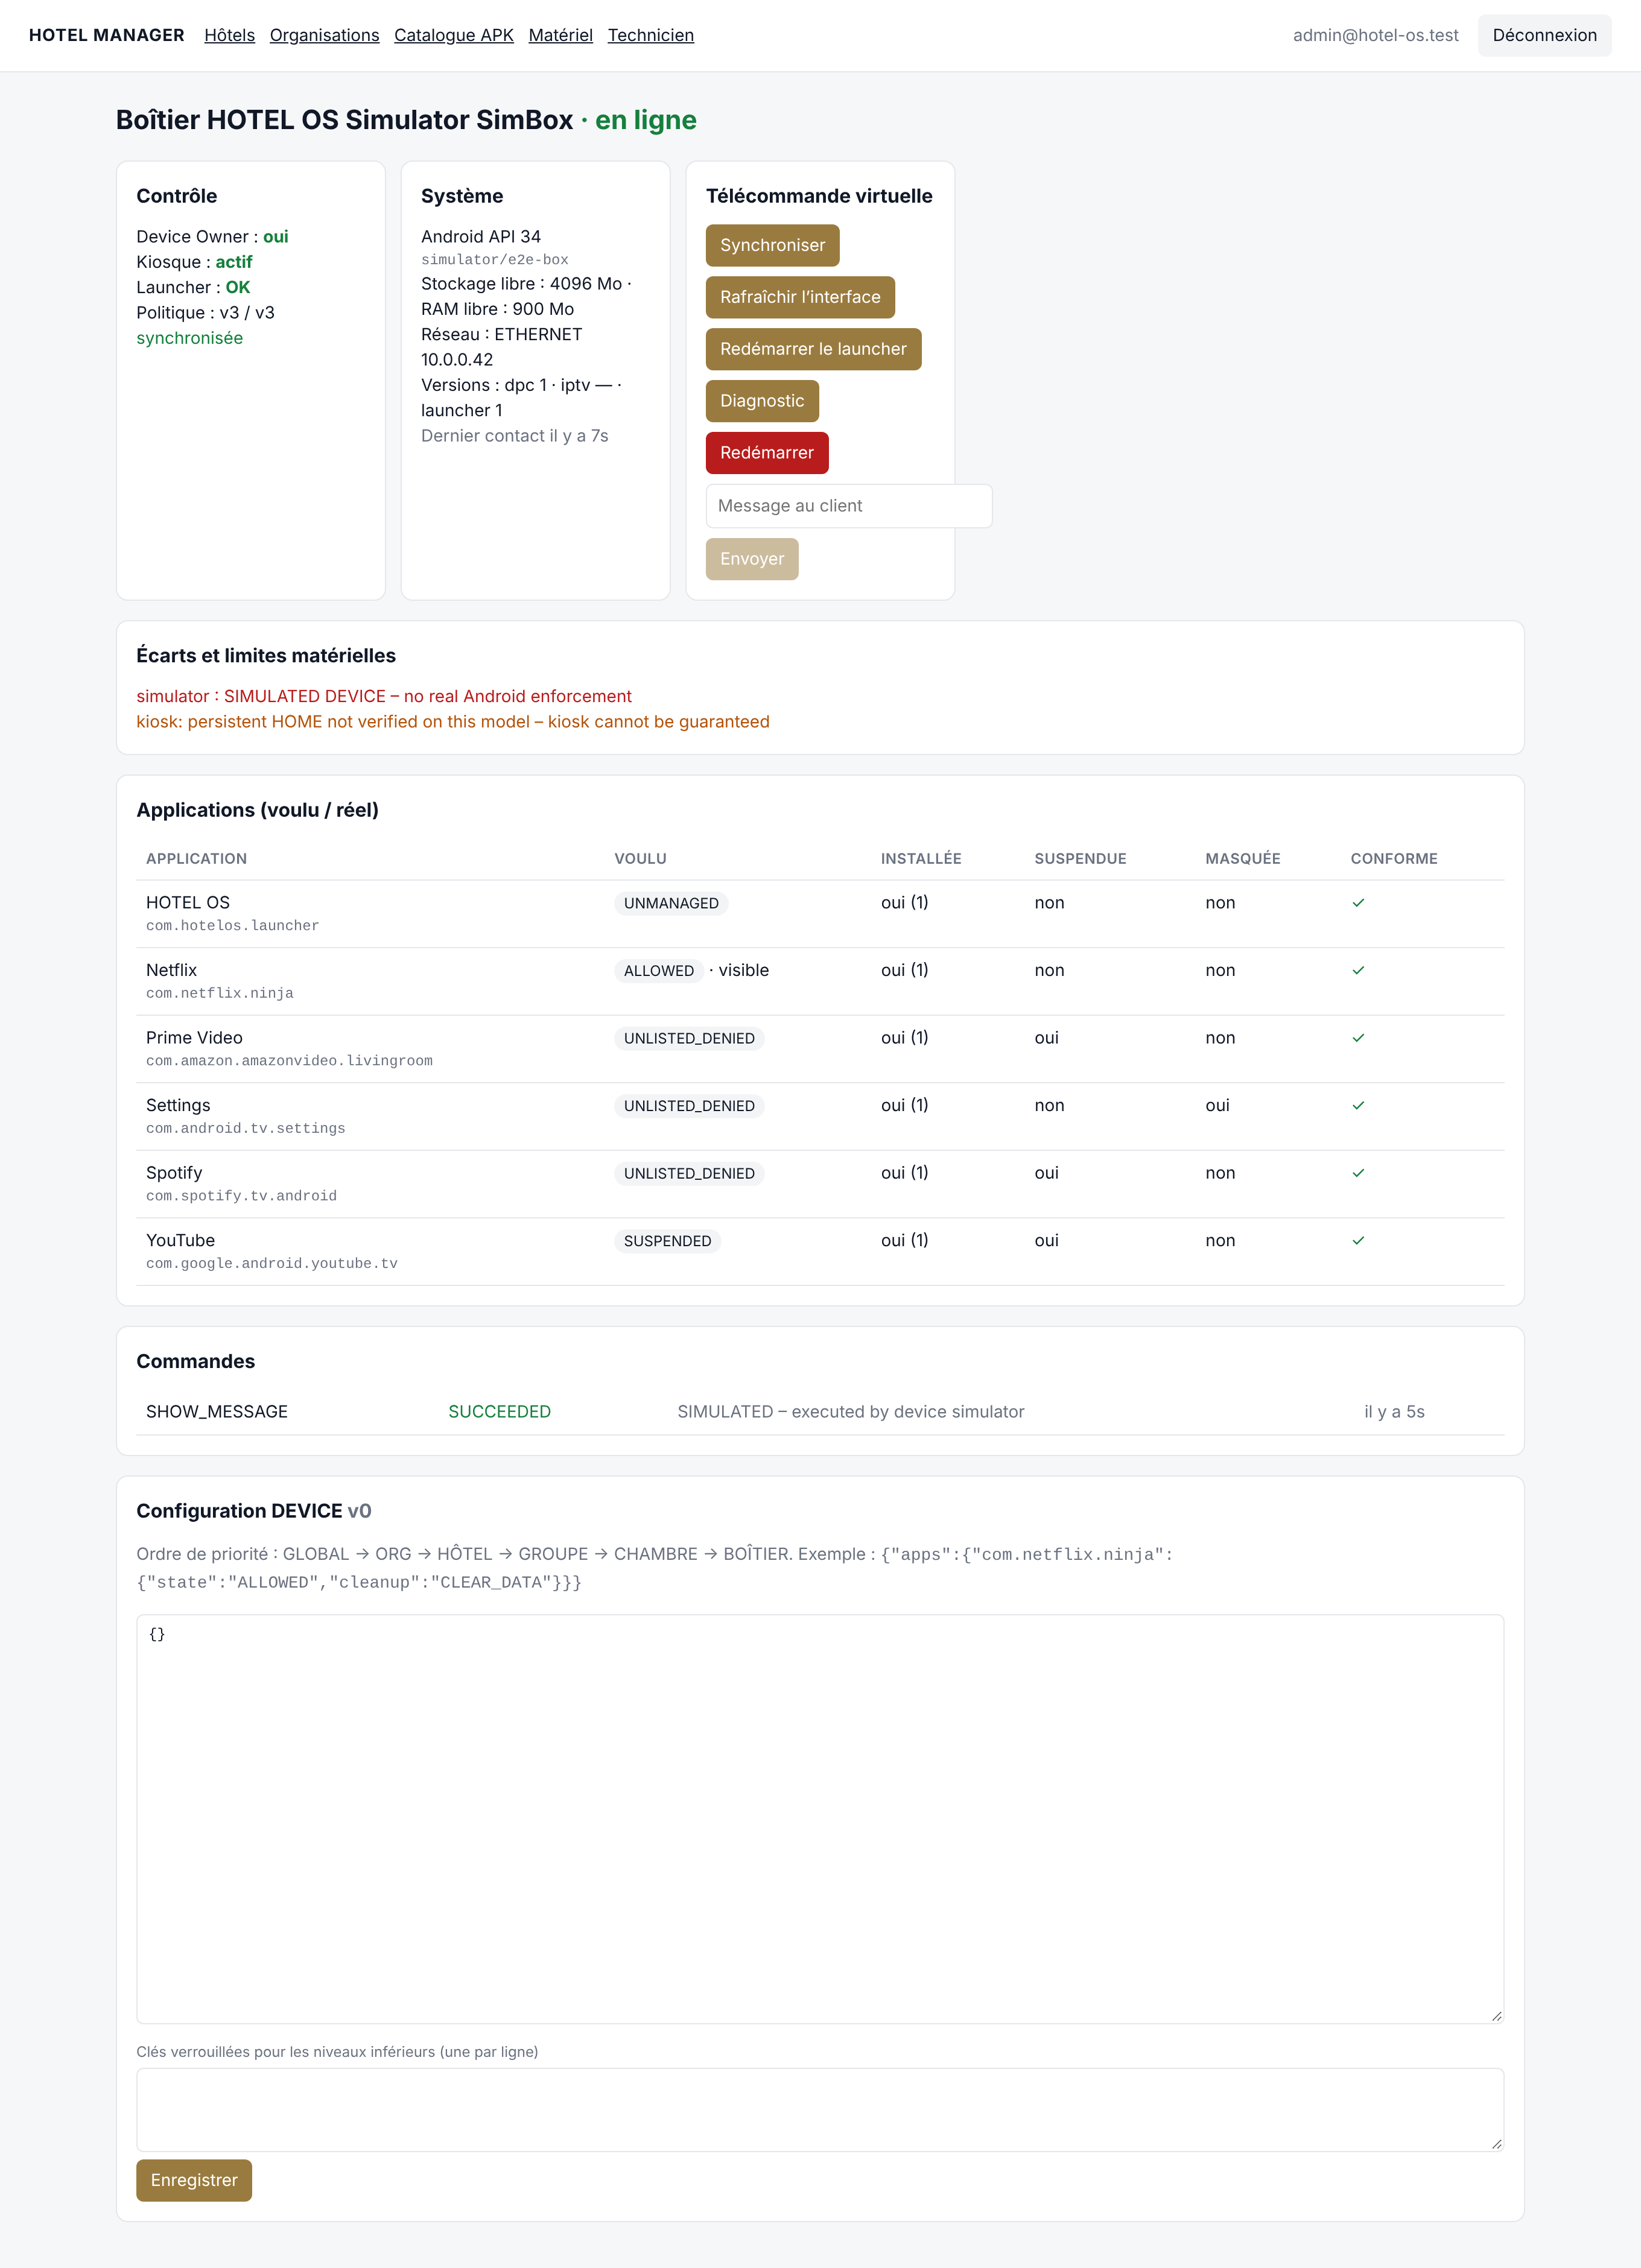 HOTEL MANAGER Hôtels Organisations Catalogue APK Matériel Technicien admin@hotel-os.test Déconnexion
Boîtier HOTEL OS Simulator SimBox · en ligne
Contrôle
Device Owner : oui
Kiosque : actif
Launcher : OK
Politique : v3 / v3
synchronisée
Système
Android API 34
simulator/e2e-box
Stockage libre : 4096 Mo ·
RAM libre : 900 Mo
Réseau : ETHERNET
10.0.0.42
Versions : dpc 1 · iptv — ·
launcher 1
Dernier contact il y a 7s
Télécommande virtuelle
Synchroniser
Rafraîchir l’interface
Redémarrer le launcher
Diagnostic
Redémarrer
Message au client
Envoyer
Écarts et limites matérielles
simulator : SIMULATED DEVICE – no real Android enforcement
kiosk: persistent HOME not verified on this model – kiosk cannot be guaranteed
Applications (voulu / réel)
APPLICATION VOULU INSTALLÉE SUSPENDUE MASQUÉE CONFORME
HOTEL OS UNMANAGED oui (1) non non ✓
com.hotelos.launcher
Netflix ALLOWED · visible oui (1) non non ✓
com.netflix.ninja
Prime Video UNLISTED_DENIED oui (1) oui non ✓
com.amazon.amazonvideo.livingroom
Settings UNLISTED_DENIED oui (1) non oui ✓
com.android.tv.settings
Spotify UNLISTED_DENIED oui (1) oui non ✓
com.spotify.tv.android
YouTube SUSPENDED oui (1) oui non ✓
com.google.android.youtube.tv
Commandes
SHOW_MESSAGE SUCCEEDED SIMULATED – executed by device simulator il y a 5s
Configuration DEVICE v0
Ordre de priorité : GLOBAL → ORG → HÔTEL → GROUPE → CHAMBRE → BOÎTIER. Exemple : {"apps":{"com.netflix.ninja":
{"state":"ALLOWED","cleanup":"CLEAR_DATA"}}}
{}
Clés verrouillées pour les niveaux inférieurs (une par ligne)
Enregistrer